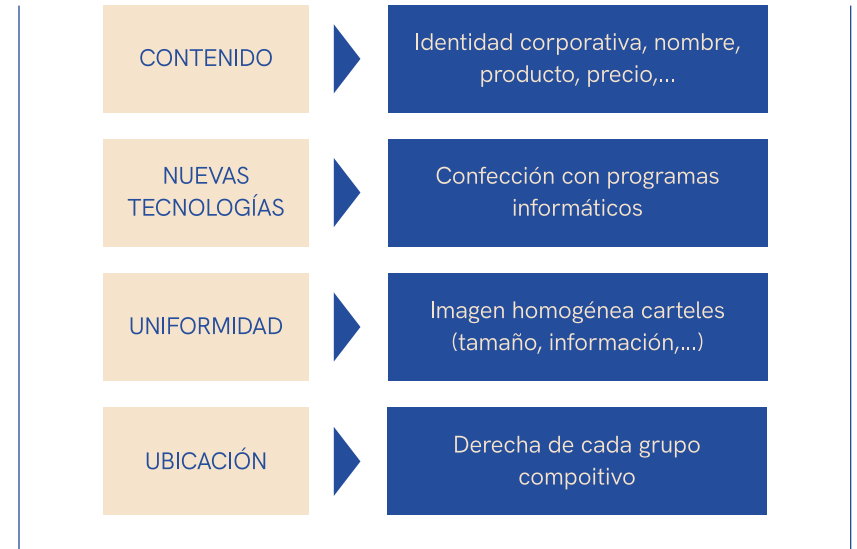 CONTENIDO
Identidad corporativa, nombre,
producto, precio,...
NUEVAS
TECNOLOGÍAS
Confección con programas
informáticos
UNIFORMIDAD
Imagen homogénea carteles
(tamaño, información,...)
UBICACIÓN
Derecha de cada grupo
compoitivo